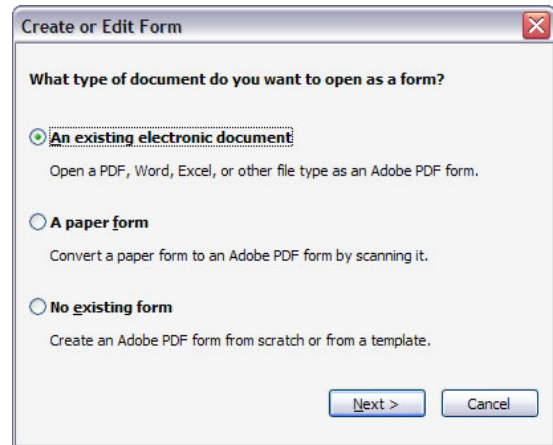 Create or Edit Form
What type of document do you want to open as a form?
An existing electronic document
Open a PDF, Word, Excel, or other file type as an Adobe PDF form.
A paper form
Convert a paper form to an Adobe PDF form by scanning it.
No existing form
Create an Adobe PDF form from scratch or from a template.
Next > Cancel